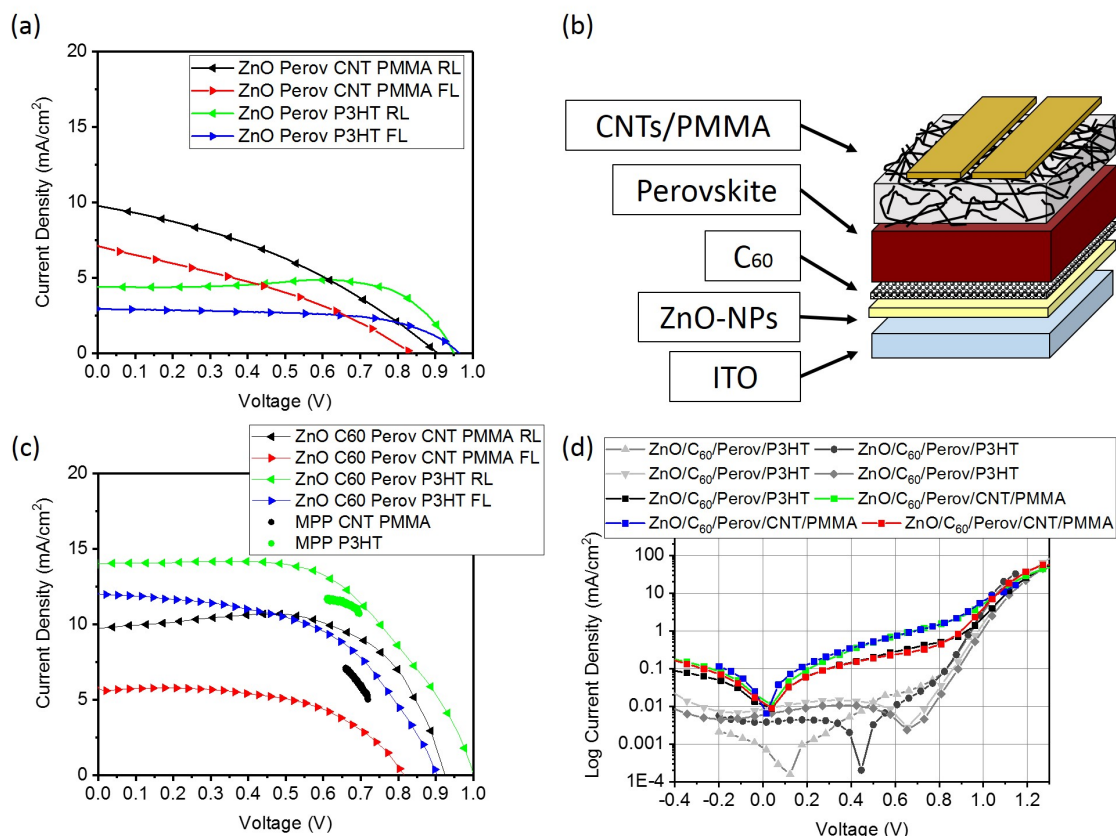 (a)
20
15
10
5
0
Current Density (mA/cm²)
ZnO Perov CNT PMMA RL
ZnO Perov CNT PMMA FL
ZnO Perov P3HT RL
ZnO Perov P3HT FL
0.0 0.1 0.2 0.3 0.4 0.5 0.6 0.7 0.8 0.9 1.0
Voltage (V)
(b)
CNTs/PMMA
Perovskite
C₆₀
ZnO-NPs
ITO
(c)
ZnO C60 Perov CNT PMMA RL
ZnO C60 Perov CNT PMMA FL
ZnO C60 Perov P3HT RL
ZnO C60 Perov P3HT FL
MPP CNT PMMA
MPP P3HT
20
15
10
5
0
Current Density (mA/cm²)
0.0 0.1 0.2 0.3 0.4 0.5 0.6 0.7 0.8 0.9 1.0
Voltage (V)
(d)
ZnO/C₆₀/Perov/P3HT ZnO/C₆₀/Perov/P3HT
ZnO/C₆₀/Perov/P3HT ZnO/C₆₀/Perov/P3HT
ZnO/C₆₀/Perov/P3HT ZnO/C₆₀/Perov/CNT/PMMA
ZnO/C₆₀/Perov/CNT/PMMA ZnO/C₆₀/Perov/CNT/PMMA
100
10
1
0.1
0.01
0.001
1E-4
Log Current Density (mA/cm²)
-0.4 -0.2 0.0 0.2 0.4 0.6 0.8 1.0 1.2
Voltage (V)